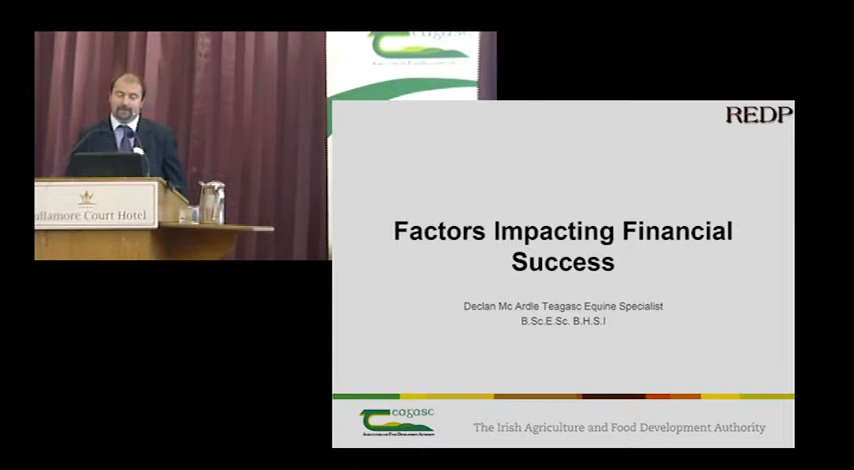 ullamore Court Hotel
REDP
Factors Impacting Financial
Success
Declan Mc Ardle Teagasc Equine Specialist
B.Sc.E.Sc. B.H.S.I
eagasc
The Irish Agriculture and Food Development Authority